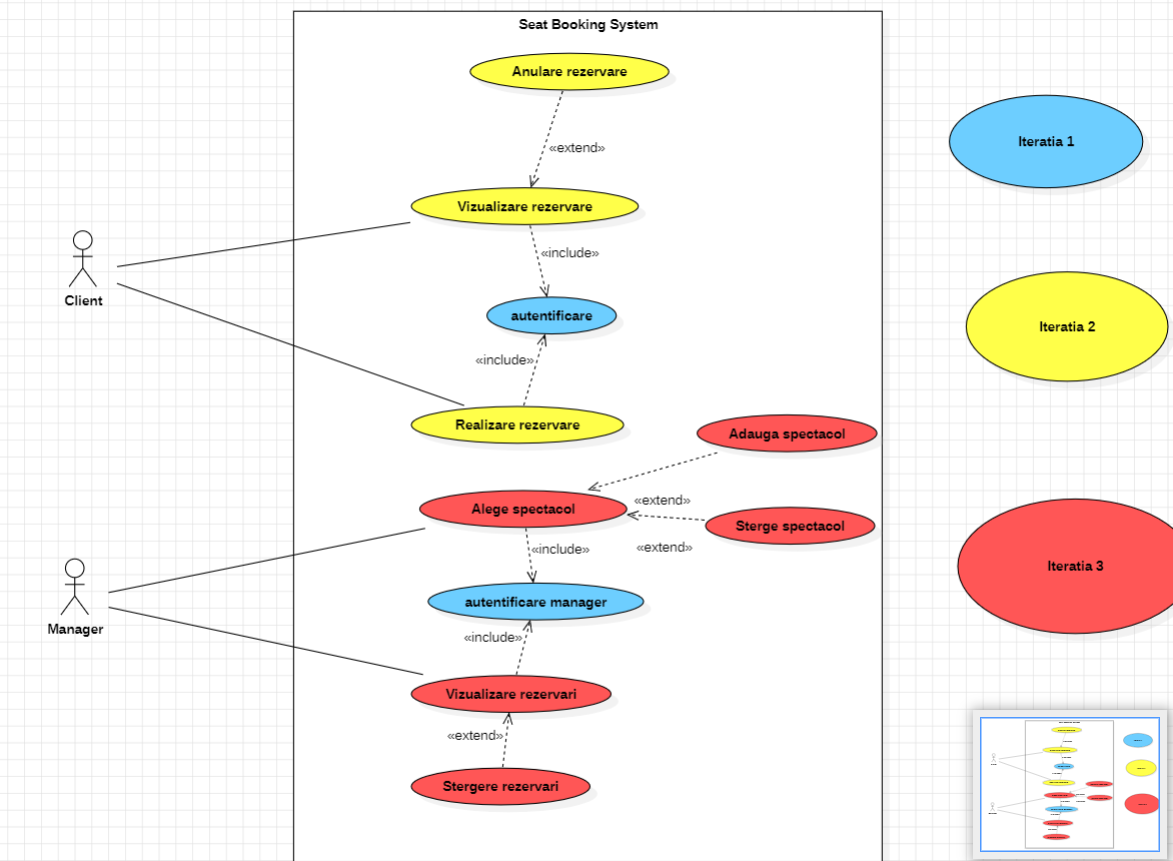 Seat Booking System
Anulare rezervare
«extend»
Vizualizare rezervare
«include»
autentificare
«include»
Realizare rezervare
Client
Adauga spectacol
«extend»
Alege spectacol
Sterge spectacol
«extend»
«include»
autentificare manager
«include»
Manager
Vizualizare rezervari
«extend»
Stergere rezervari
Iteratia 1
Iteratia 2
Iteratia 3